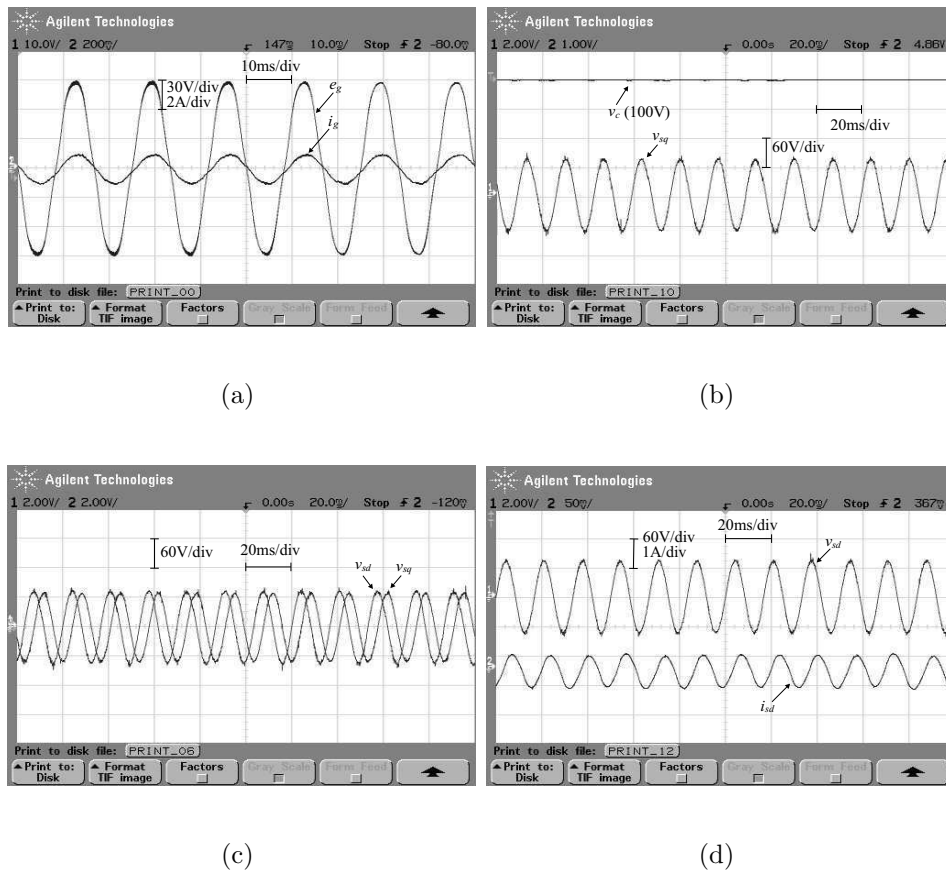 Agilent Technologies
1 10.0V/ 2 200mV/ 147ms 10.0ms/ Stop 2 -80.0mV
10ms/div
30V/div
2A/div
e_g
i_g
Print to disk file: PRINT_00
Print to: Disk Format TIF image Factors Gray Scale Form Feed
(a)
Agilent Technologies
1 2.00V/ 2 1.00V/ 0.00s 20.0ms/ Stop 2 4.86V
v_c (100V)
20ms/div
60V/div
v_sq
Print to disk file: PRINT_10
Print to: Disk Format TIF image Factors Gray Scale Form Feed
(b)
Agilent Technologies
1 2.00V/ 2 2.00V/ 0.00s 20.0ms/ Stop 2 -120mV
60V/div
20ms/div
v_sd v_sq
Print to disk file: PRINT_06
Print to: Disk Format TIF image Factors Gray Scale Form Feed
(c)
Agilent Technologies
1 2.00V/ 2 50mV/ 0.00s 20.0ms/ Stop 2 367mV
20ms/div
60V/div
1A/div
v_sd
i_sd
Print to disk file: PRINT_12
Print to: Disk Format TIF image Factors Gray Scale Form Feed
(d)